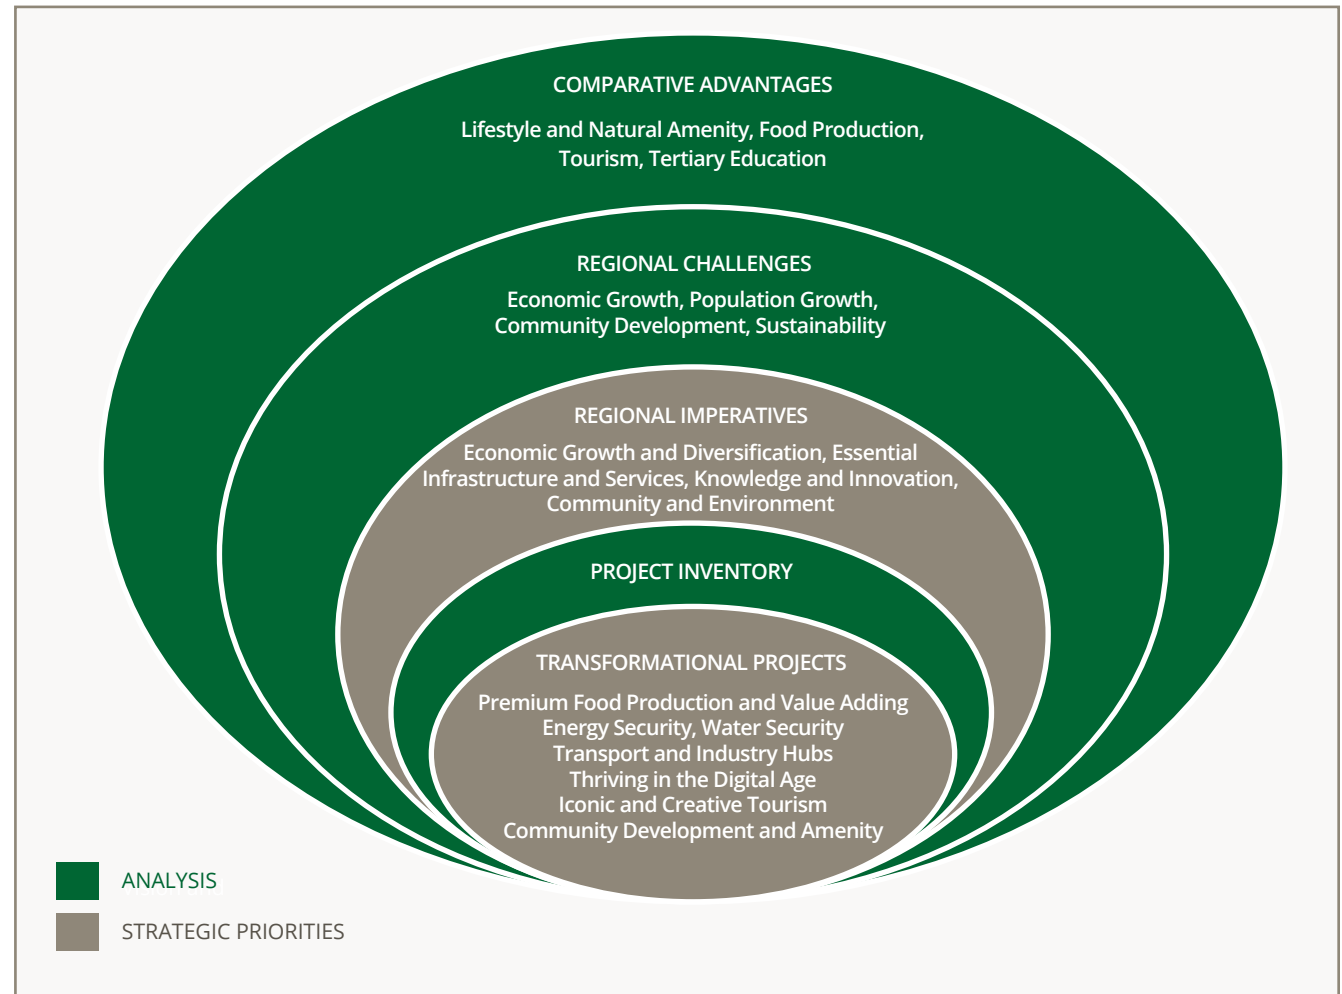 COMPARATIVE ADVANTAGES
Lifestyle and Natural Amenity, Food Production,
Tourism, Tertiary Education
REGIONAL CHALLENGES
Economic Growth, Population Growth,
Community Development, Sustainability
REGIONAL IMPERATIVES
Economic Growth and Diversification, Essential
Infrastructure and Services, Knowledge and Innovation,
Community and Environment
PROJECT INVENTORY
TRANSFORMATIONAL PROJECTS
Premium Food Production and Value Adding
Energy Security, Water Security
Transport and Industry Hubs
Thriving in the Digital Age
Iconic and Creative Tourism
Community Development and Amenity
ANALYSIS
STRATEGIC PRIORITIES